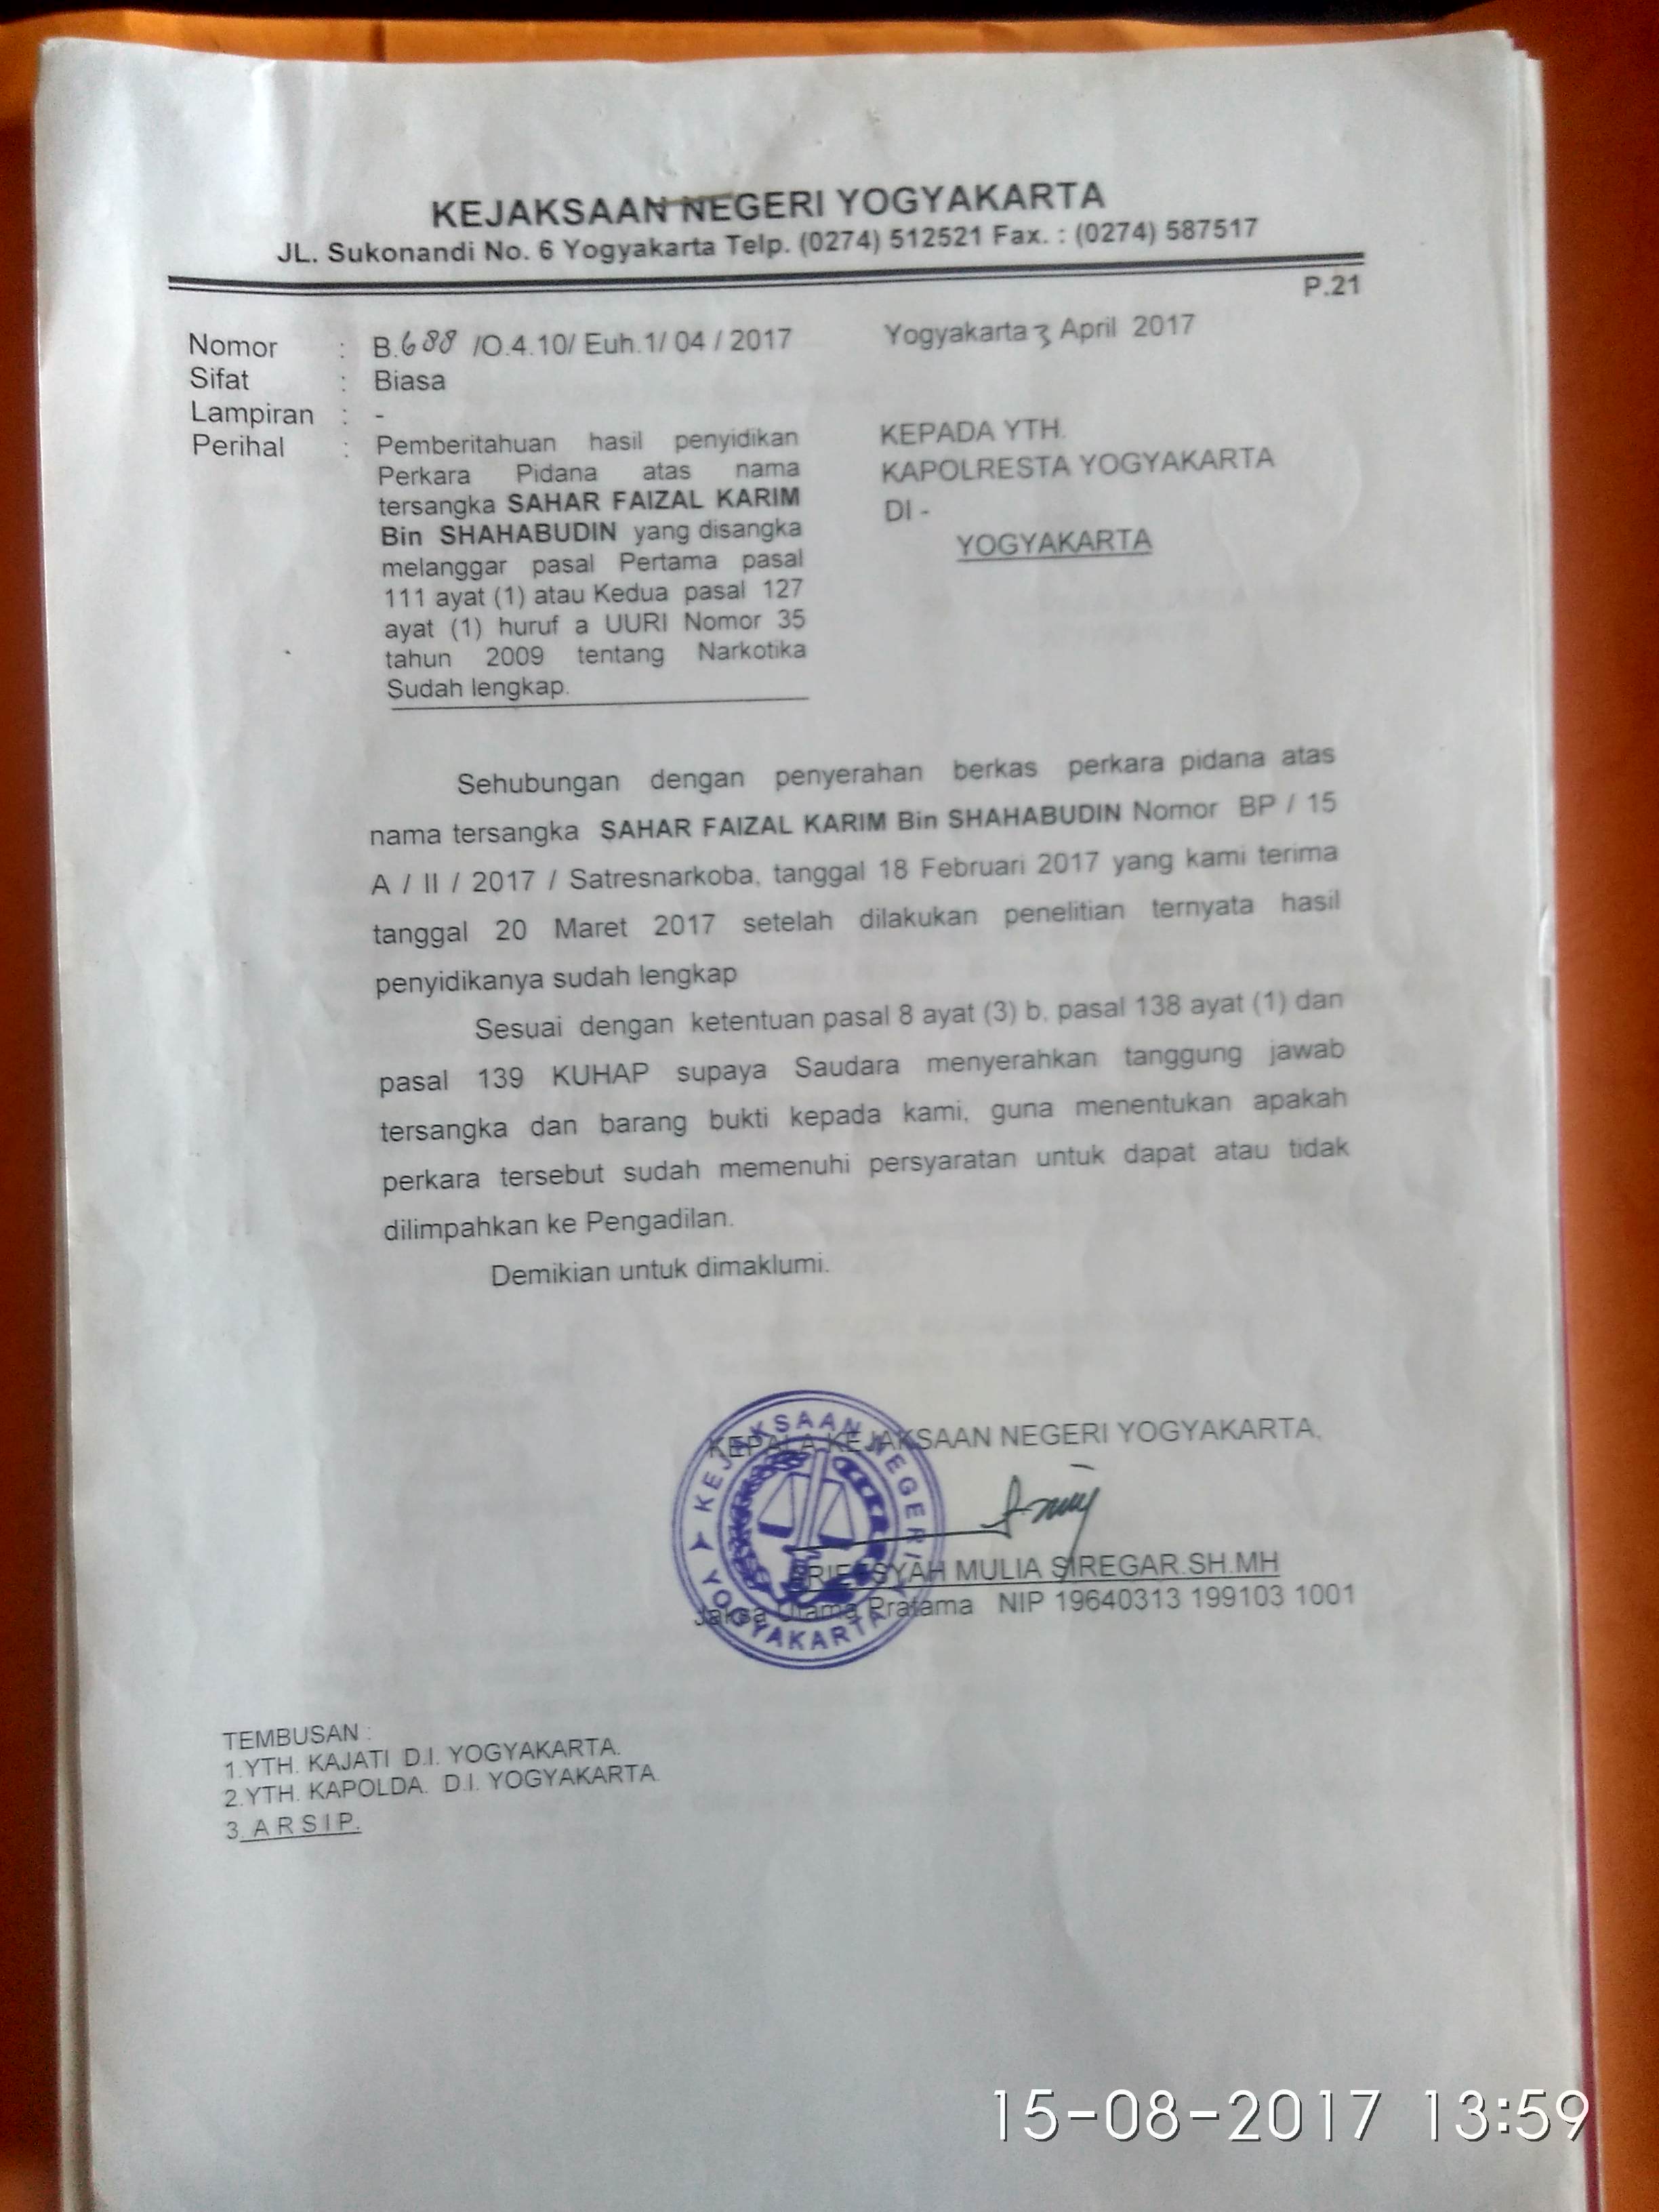 KEJAKSAAN NEGERI YOGYAKARTA
JL. Sukonandi No. 6 Yogyakarta Telp. (0274) 512521 Fax. : (0274) 587517
P.21
Nomor : B.688 /O.4.10/ Euh.1/ 04 / 2017
Yogyakarta 3 April 2017
Sifat : Biasa
Lampiran : -
Perihal : Pemberitahuan hasil penyidikan
Perkara Pidana atas nama
tersangka SAHAR FAIZAL KARIM
Bin SHAHABUDIN yang disangka
melanggar pasal Pertama pasal
111 ayat (1) atau Kedua pasal 127
ayat (1) huruf a UURI Nomor 35
tahun 2009 tentang Narkotika
Sudah lengkap.
KEPADA YTH.
KAPOLRESTA YOGYAKARTA
DI -
YOGYAKARTA
Sehubungan dengan penyerahan berkas perkara pidana atas
nama tersangka SAHAR FAIZAL KARIM Bin SHAHABUDIN Nomor BP / 15
A / II / 2017 / Satresnarkoba, tanggal 18 Februari 2017 yang kami terima
tanggal 20 Maret 2017 setelah dilakukan penelitian ternyata hasil
penyidikanya sudah lengkap
Sesuai dengan ketentuan pasal 8 ayat (3) b, pasal 138 ayat (1) dan
pasal 139 KUHAP supaya Saudara menyerahkan tanggung jawab
tersangka dan barang bukti kepada kami, guna menentukan apakah
perkara tersebut sudah memenuhi persyaratan untuk dapat atau tidak
dilimpahkan ke Pengadilan.
Demikian untuk dimaklumi.
KEPALA KEJAKSAAN NEGERI YOGYAKARTA,
KEJAKSAAN NEGERI
YOGYAKARTA
MULIA SIREGAR.SH.MH
Jaksa Utama Pratama NIP 19640313 199103 1001
TEMBUSAN :
1.YTH. KAJATI D.I. YOGYAKARTA.
2.YTH. KAPOLDA. D.I. YOGYAKARTA.
3. A R S I P.
15-08-2017 13:59